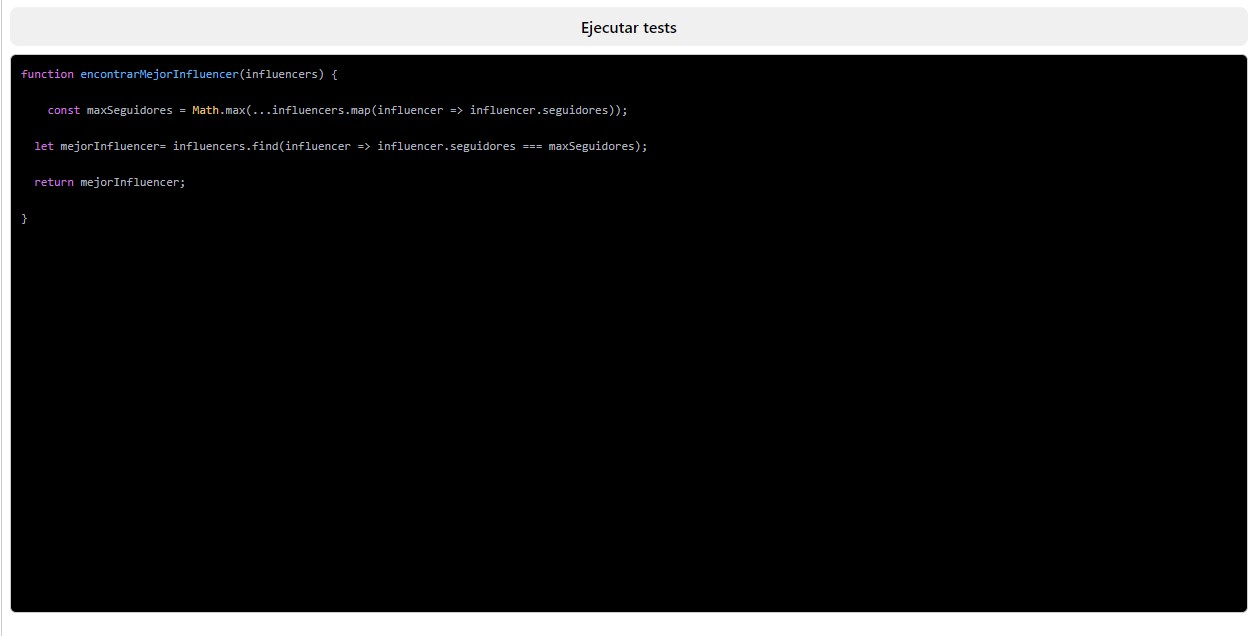 Ejecutar tests
function encontrarMejorInfluencer(influencers) {
const maxSeguidores = Math.max(...influencers.map(influencer => influencer.seguidores));
let mejorInfluencer= influencers.find(influencer => influencer.seguidores === maxSeguidores);
return mejorInfluencer;
}